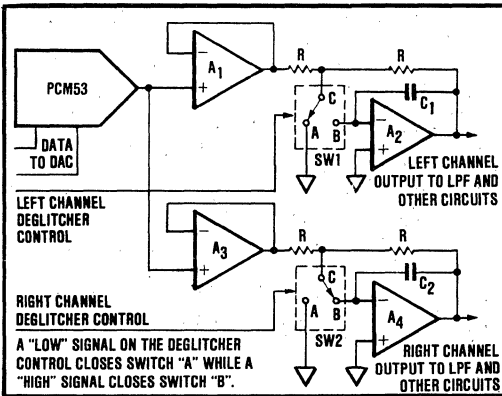 A1
R
R
PCM53
C
C1
A
B
A2
DATA
TO DAC
SW1
LEFT CHANNEL
OUTPUT TO LPF AND
OTHER CIRCUITS
LEFT CHANNEL
DEGLITCHER
CONTROL
A3
R
R
C
C2
A
B
A4
RIGHT CHANNEL
DEGLITCHER CONTROL
SW2
A "LOW" SIGNAL ON THE DEGLITCHER
CONTROL CLOSES SWITCH "A" WHILE A
"HIGH" SIGNAL CLOSES SWITCH "B".
RIGHT CHANNEL
OUTPUT TO LPF AND
OTHER CIRCUITS